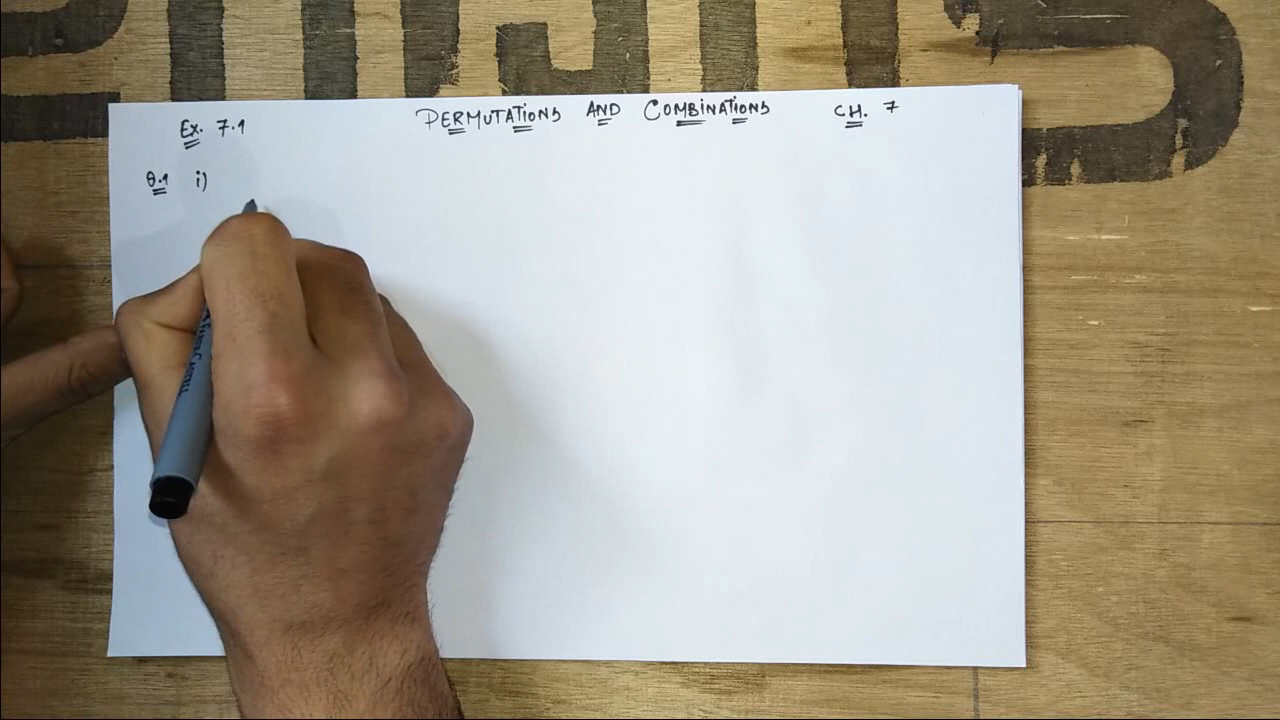 PERMUTATIONS AND COMBINATIONS CH. 7
Ex. 7.1
Q.1 i)